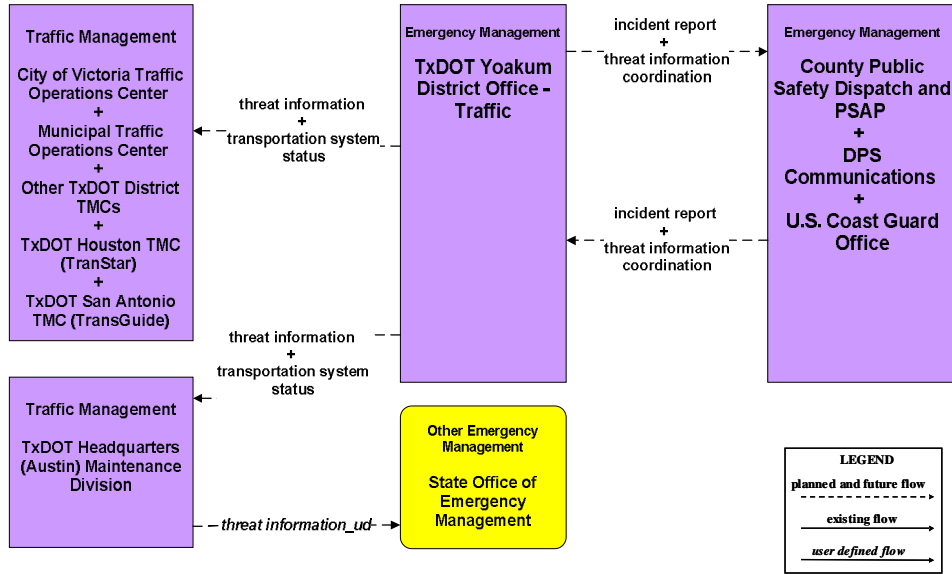 Traffic Management
City of Victoria Traffic
Operations Center
+
Municipal Traffic
Operations Center
+
Other TxDOT District
TMCs
+
TxDOT Houston TMC
(TranStar)
+
TxDOT San Antonio
TMC (TransGuide)
threat information
+
transportation system
status
Emergency Management
TxDOT Yoakum
District Office -
Traffic
incident report
+
threat information
coordination
Emergency Management
County Public
Safety Dispatch and
PSAP
+
DPS
Communications
+
U.S. Coast Guard
Office
incident report
+
threat information
coordination
threat information
+
transportation system
status
Traffic Management
TxDOT Headquarters
(Austin) Maintenance
Division
threat information_ud
Other Emergency
Management
State Office of
Emergency
Management
LEGEND
planned and future flow
existing flow
user defined flow